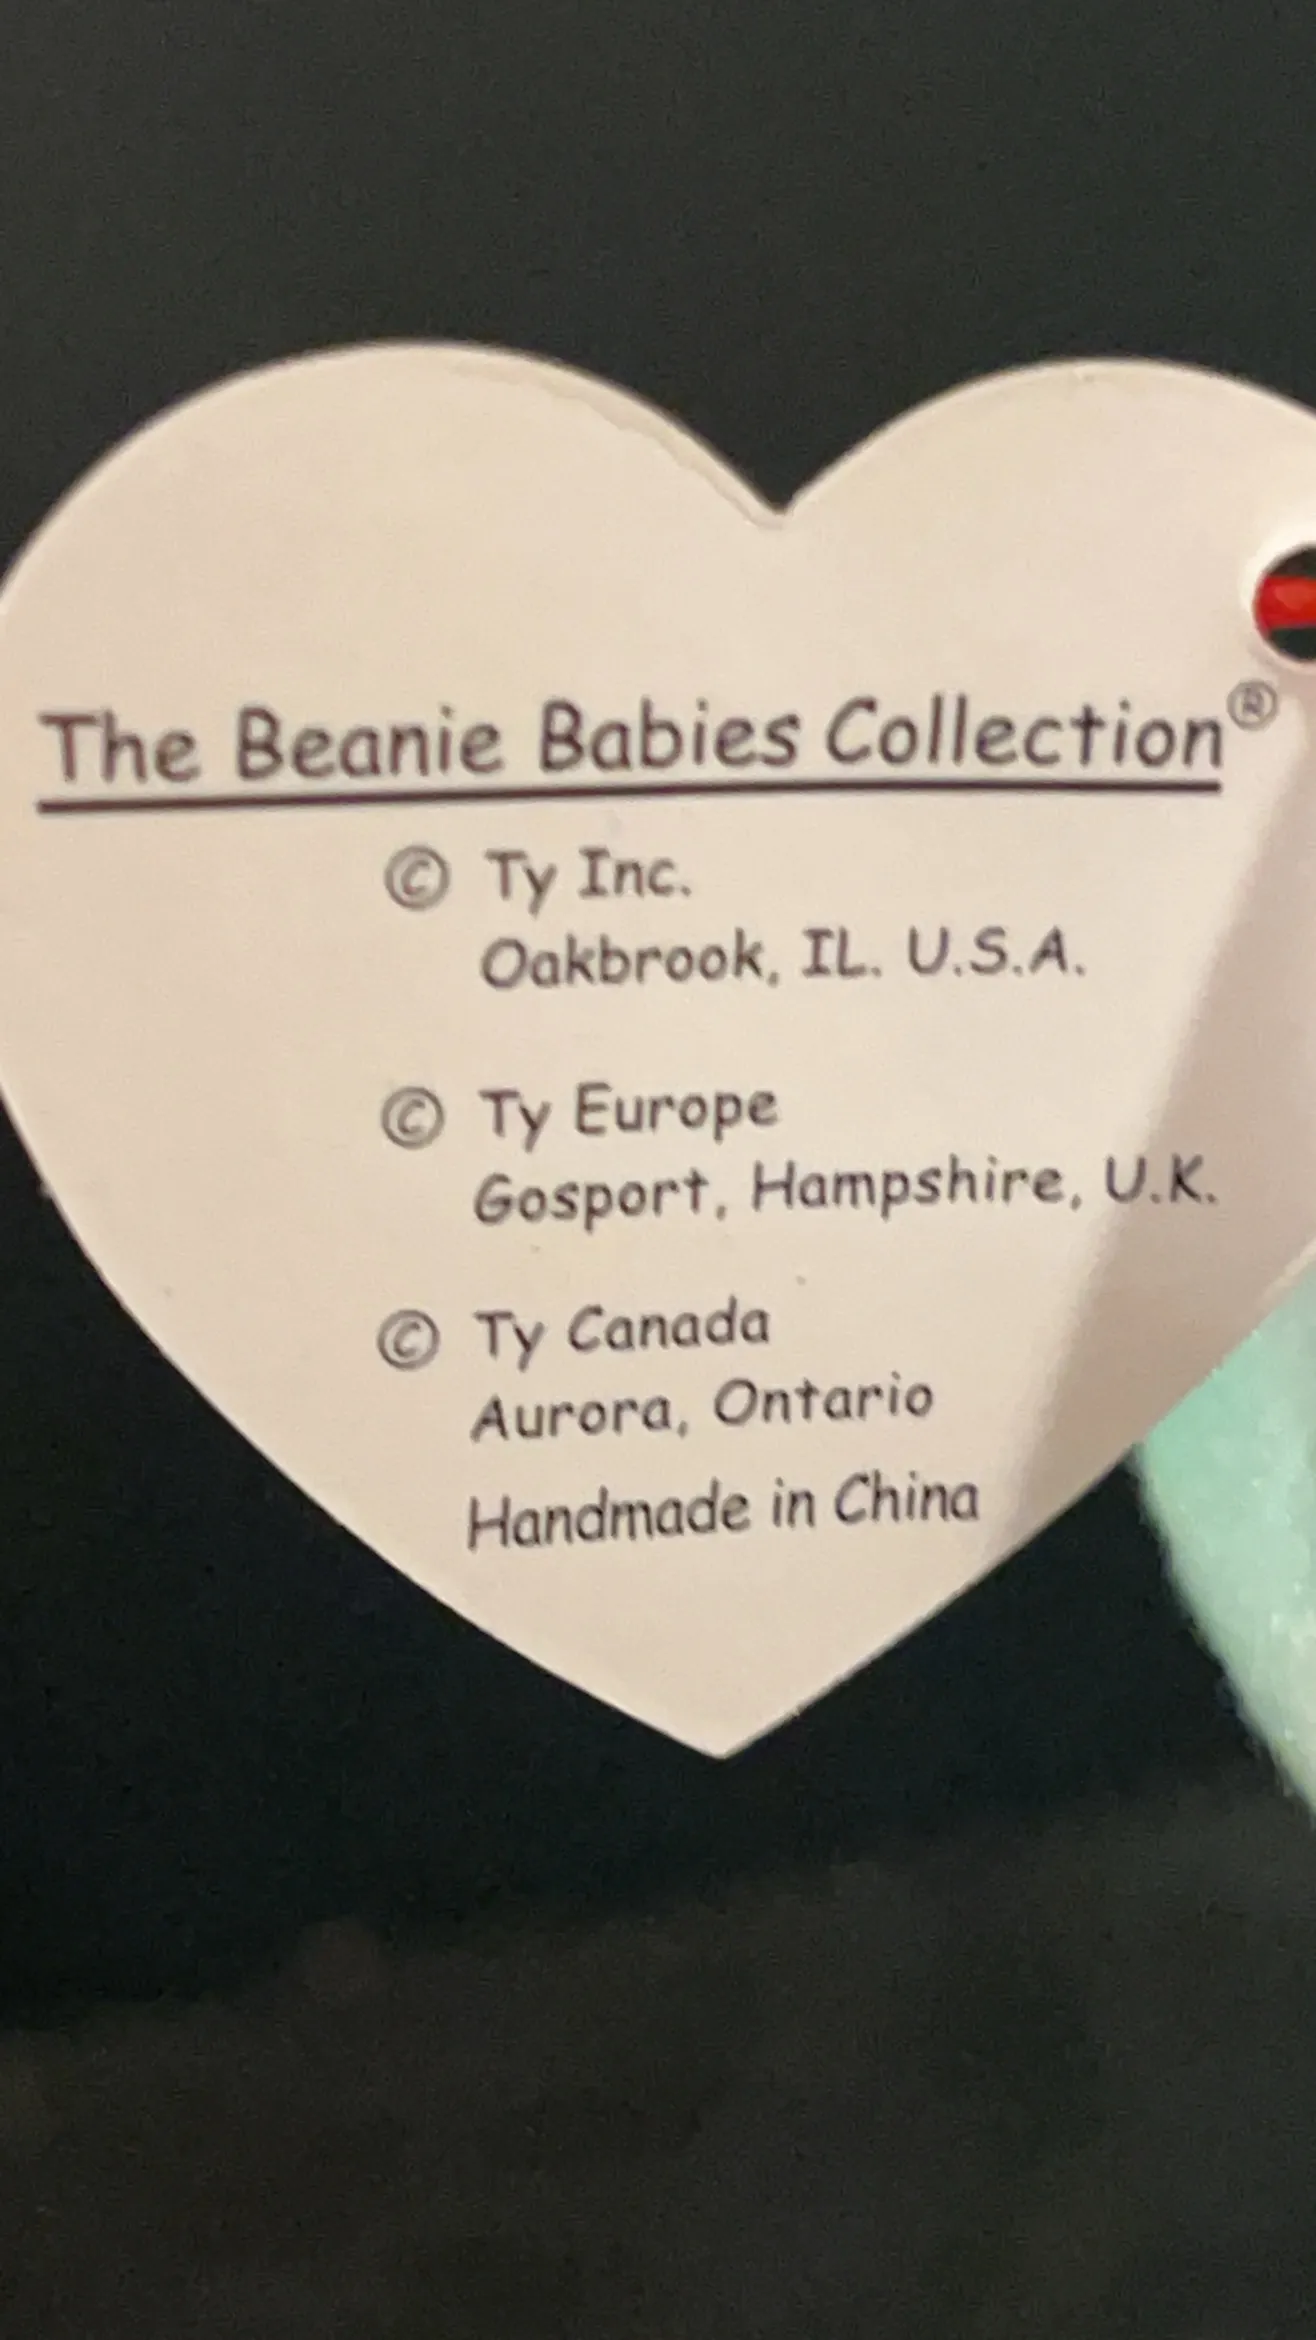 The Beanie Babies Collection®
© Ty Inc.
Oakbrook, IL. U.S.A.
© Ty Europe
Gosport, Hampshire, U.K.
© Ty Canada
Aurora, Ontario
Handmade in China